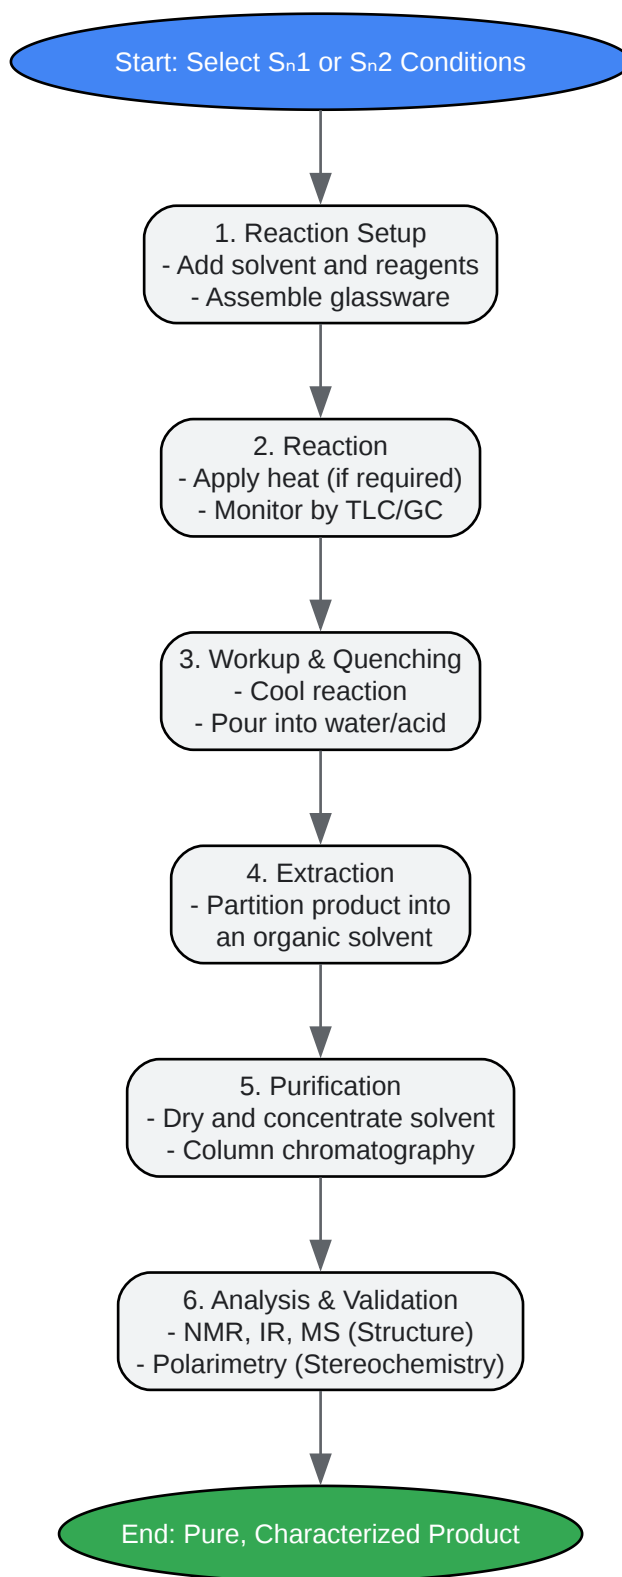 Start: Select Sₙ1 or Sₙ2 Conditions
1. Reaction Setup
- Add solvent and reagents
- Assemble glassware
2. Reaction
- Apply heat (if required)
- Monitor by TLC/GC
3. Workup & Quenching
- Cool reaction
- Pour into water/acid
4. Extraction
- Partition product into
an organic solvent
5. Purification
- Dry and concentrate solvent
- Column chromatography
6. Analysis & Validation
- NMR, IR, MS (Structure)
- Polarimetry (Stereochemistry)
End: Pure, Characterized Product